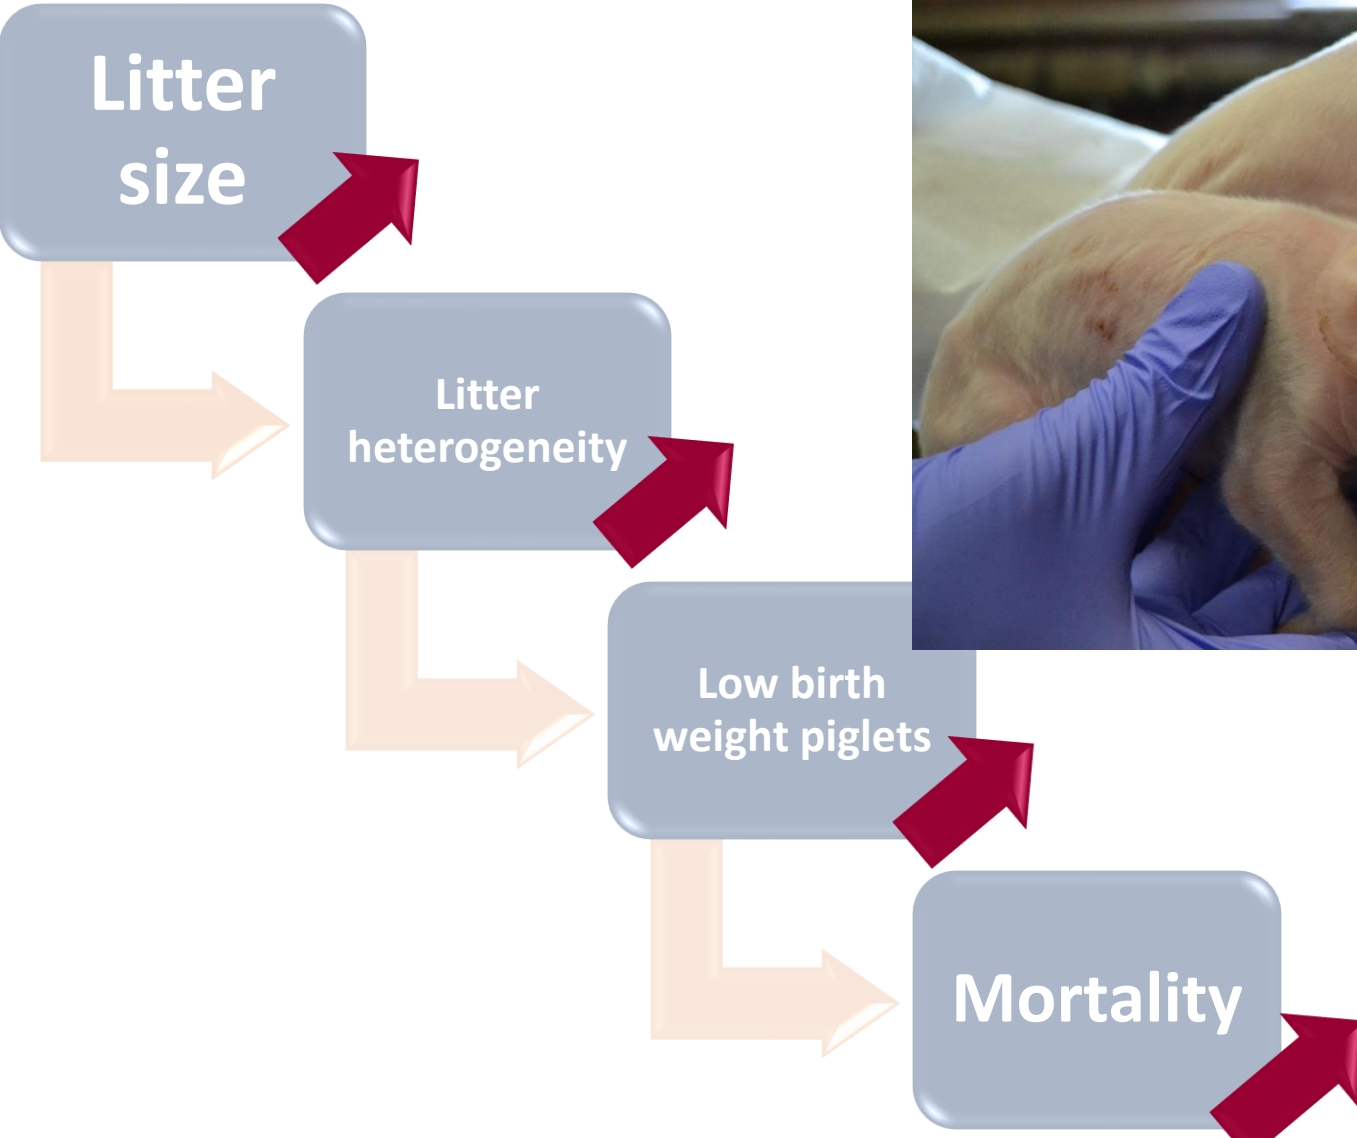 Litter
size
Litter
heterogeneity
Low birth
weight piglets
Mortality